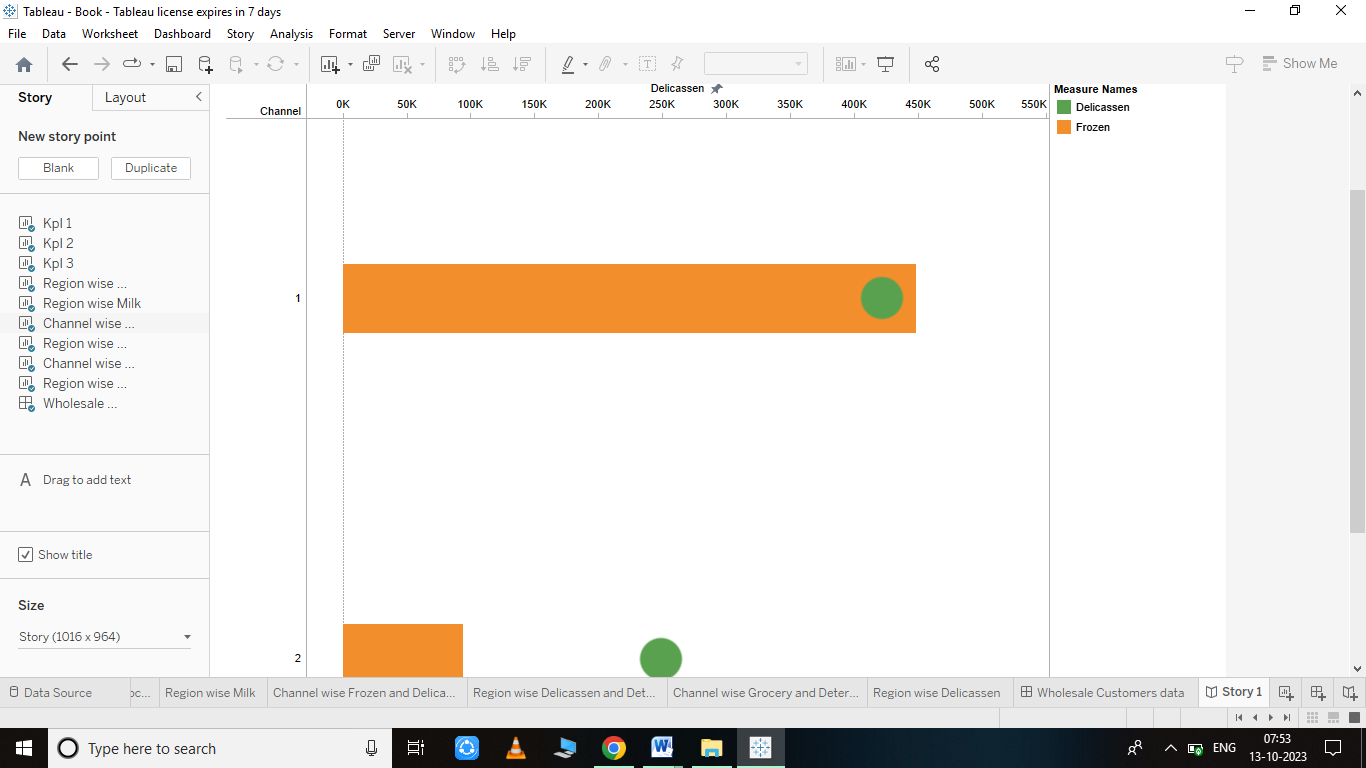 Tableau - Book - Tableau license expires in 7 days
File Data Worksheet Dashboard Story Analysis Format Server Window Help
Show Me
Story Layout
New story point
Blank Duplicate
KpI 1
KpI 2
KpI 3
Region wise ...
Region wise Milk
Channel wise ...
Region wise ...
Channel wise ...
Region wise ...
Wholesale ...
A Drag to add text
Show title
Size
Story (1016 x 964)
Delicassen
0K 50K 100K 150K 200K 250K 300K 350K 400K 450K 500K 550K
Channel
1
2
Measure Names
Delicassen
Frozen
Data Source oc... Region wise Milk Channel wise Frozen and Delica... Region wise Delicassen and Det... Channel wise Grocery and Deter... Region wise Delicassen Wholesale Customers data Story 1
Type here to search
ENG
07:53
13-10-2023